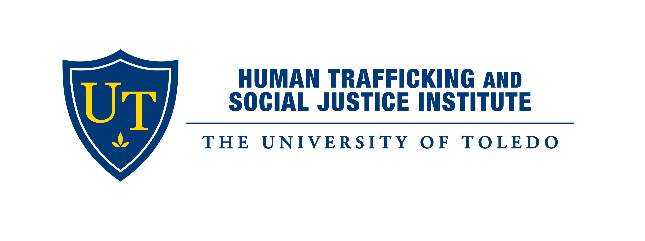 UT
HUMAN TRAFFICKING AND
SOCIAL JUSTICE INSTITUTE
THE UNIVERSITY OF TOLEDO